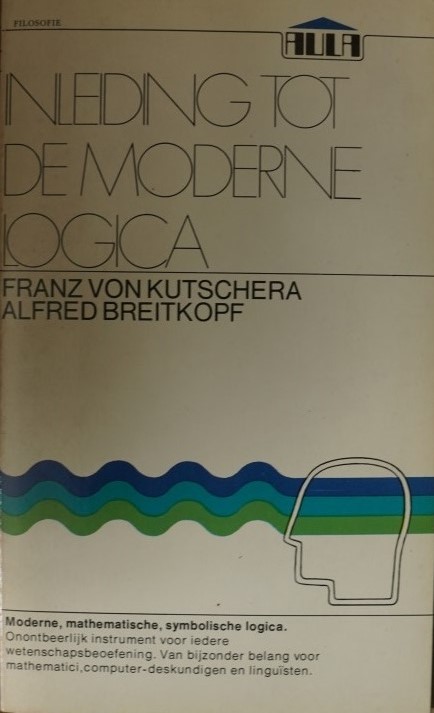 FILOSOFIE
AULA
INLEIDING TOT
DE MODERNE
LOGICA
FRANZ VON KUTSCHERA
ALFRED BREITKOPF
Moderne, mathematische, symbolische logica.
Onontbeerlijk instrument voor iedere
wetenschapsbeoefening. Van bijzonder belang voor
mathematici,computer-deskundigen en linguïsten.